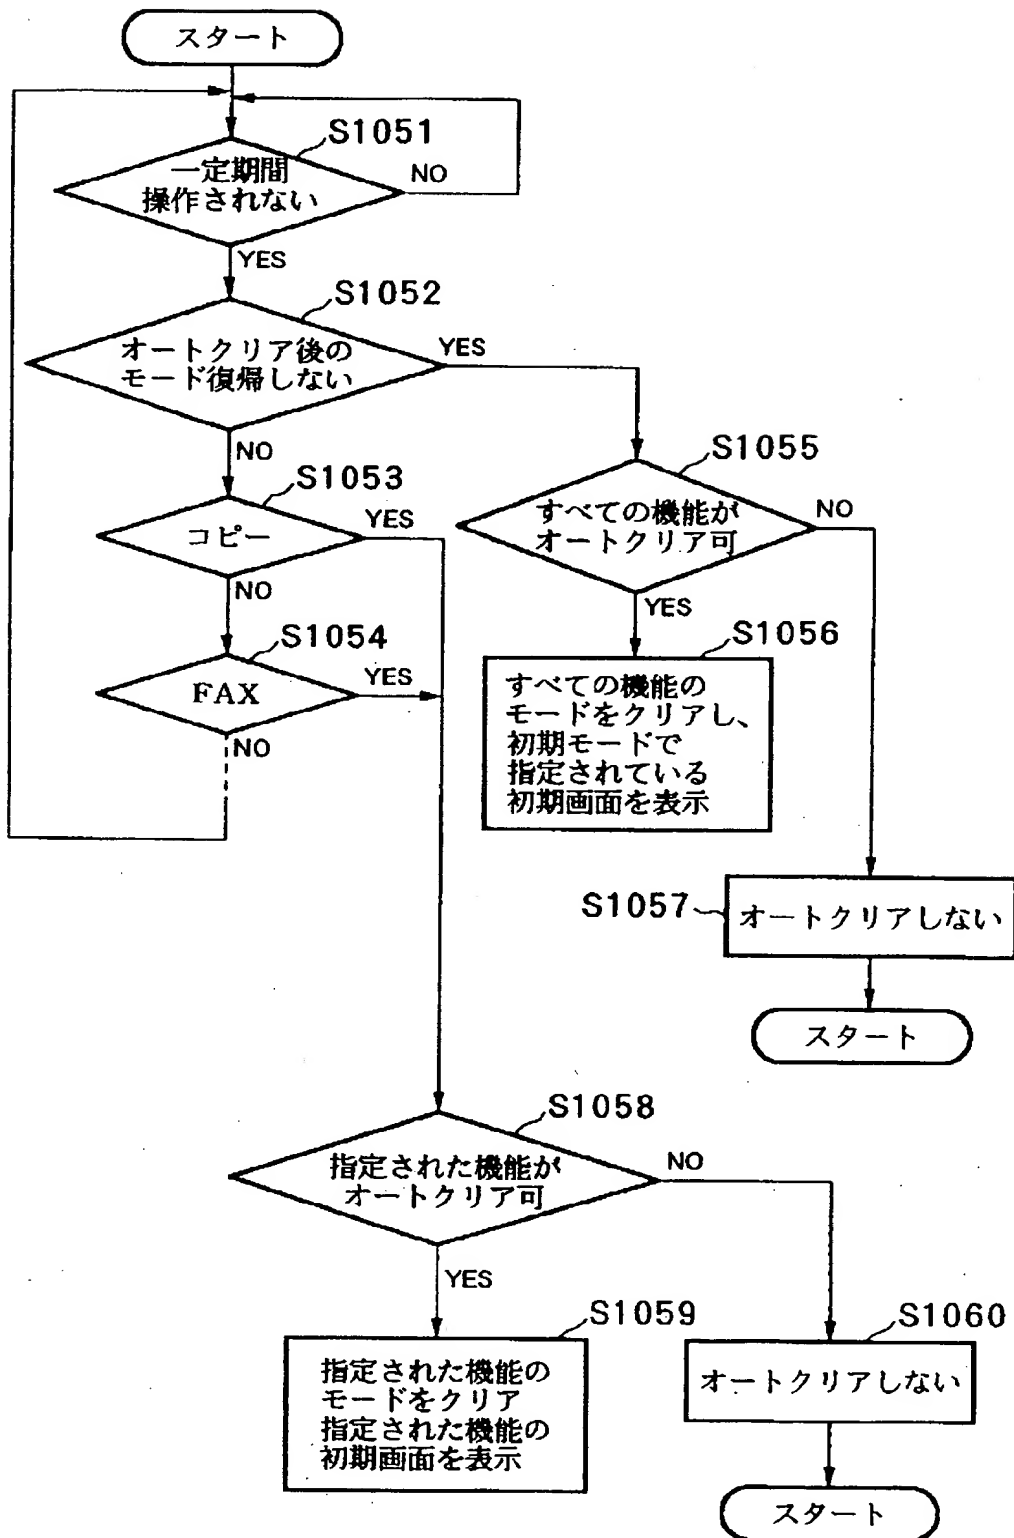 スタート
S1051
一定期間
操作されない
NO
YES
S1052
オートクリア後の
モード復帰しない
YES
NO
S1053
コピー
YES
NO
S1054
FAX
YES
NO
S1055
すべての機能が
オートクリア可
NO
YES
S1056
すべての機能の
モードをクリアし、
初期モードで
指定されている
初期画面を表示
S1057
オートクリアしない
スタート
S1058
指定された機能が
オートクリア可
NO
YES
S1059
指定された機能の
モードをクリア
指定された機能の
初期画面を表示
S1060
オートクリアしない
スタート